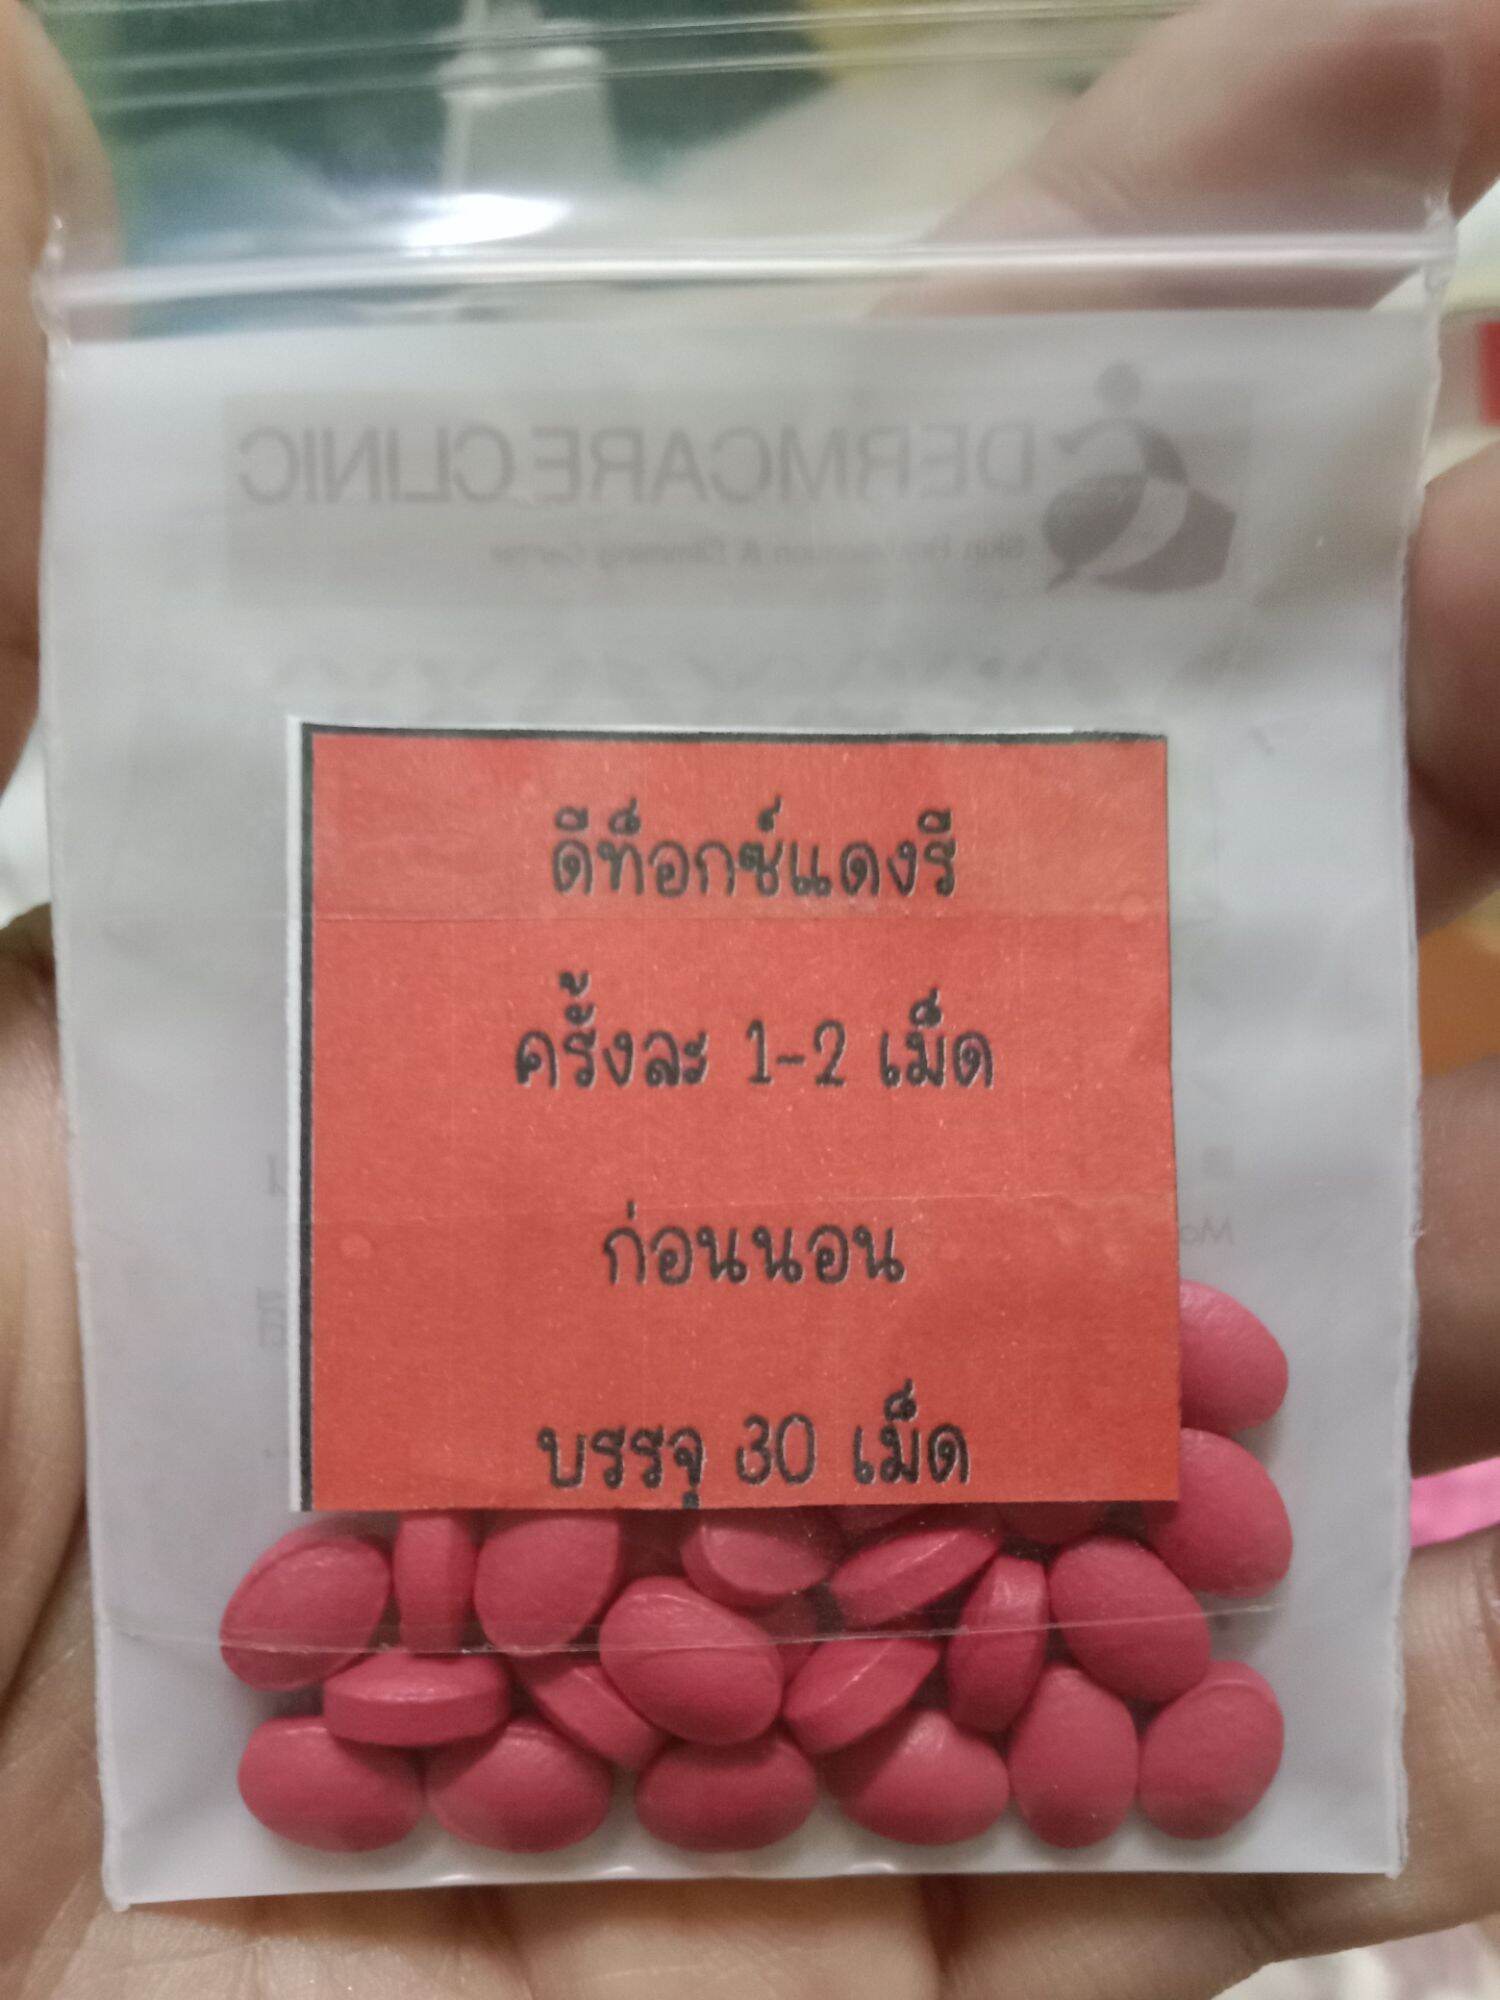 DERMCARE CLINIC
ดีท็อกซ์แดงรี
ครั้งละ 1-2 เม็ด
ก่อนนอน
บรรจุ 30 เม็ด